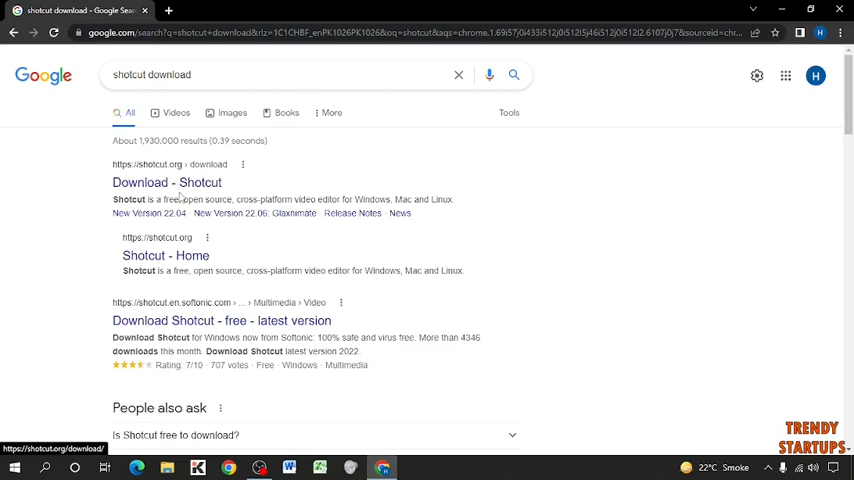 shotcut download - Google Sear
google.com/search?q=shotcut+download&rlz=1C1CHBF_enPK1026PK1026&oq=shotcut&aqs=chrome.1.69i57j0i433i512j0i512l5j46i512j0i512l2.6107j0j7&sourceid=chr...
H
Google
shotcut download
H
All
Videos
Images
Books
More
Tools
About 1,930,000 results (0.39 seconds)
https://shotcut.org › download
Download - Shotcut
Shotcut is a free, open source, cross-platform video editor for Windows, Mac and Linux.
New Version 22.04 · New Version 22.06: Glaxnimate · Release Notes · News
https://shotcut.org
Shotcut - Home
Shotcut is a free, open source, cross-platform video editor for Windows, Mac and Linux.
https://shotcut.en.softonic.com › ... › Multimedia › Video
Download Shotcut - free - latest version
Download Shotcut for Windows now from Softonic: 100% safe and virus free. More than 4346
downloads this month. Download Shotcut latest version 2022.
Rating: 7/10 · 707 votes · Free · Windows · Multimedia
People also ask
Is Shotcut free to download?
TRENDY
STARTUPS
https://shotcut.org/download/
22°C Smoke